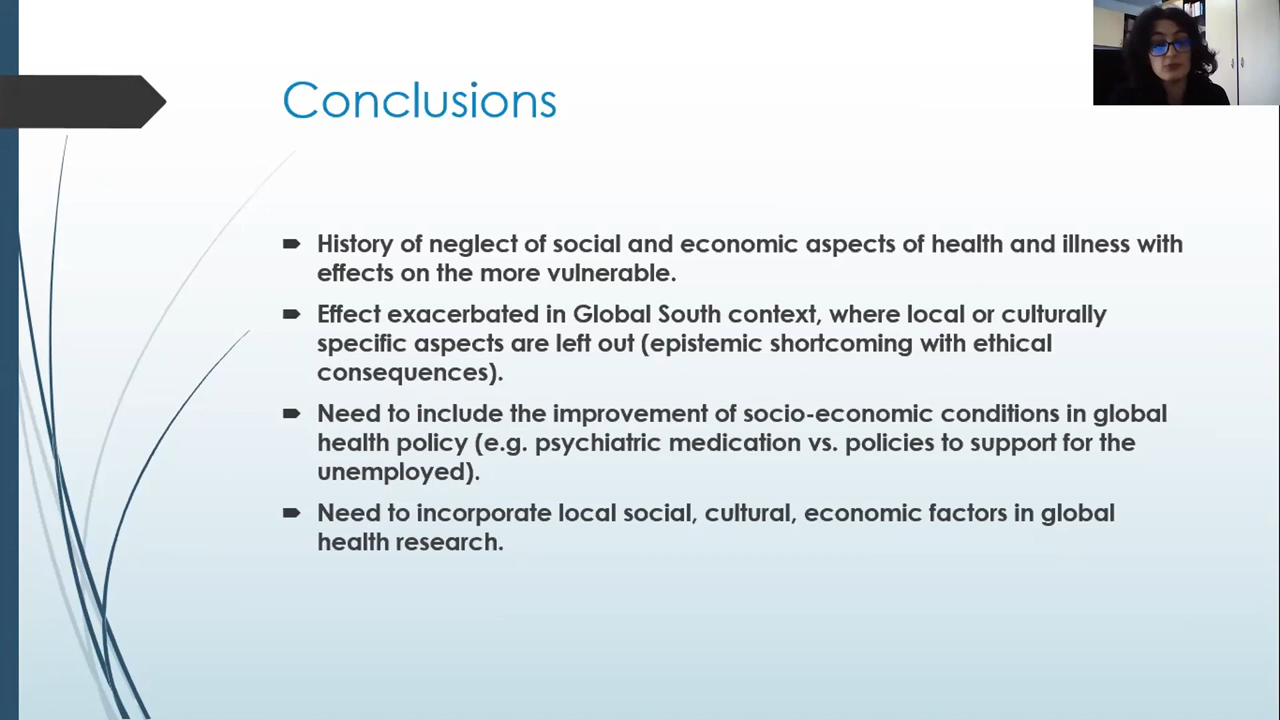 Conclusions
History of neglect of social and economic aspects of health and illness with
effects on the more vulnerable.
Effect exacerbated in Global South context, where local or culturally
specific aspects are left out (epistemic shortcoming with ethical
consequences).
Need to include the improvement of socio-economic conditions in global
health policy (e.g. psychiatric medication vs. policies to support for the
unemployed).
Need to incorporate local social, cultural, economic factors in global
health research.